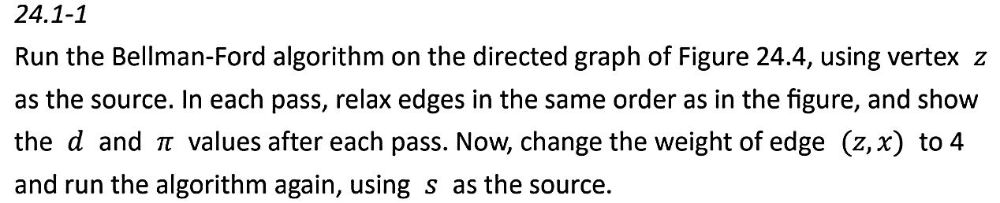 24.1-1
Run the Bellman-Ford algorithm on the directed graph of Figure 24.4, using vertex z
as the source. In each pass, relax edges in the same order as in the figure, and show
the d and π values after each pass. Now, change the weight of edge (z, x) to 4
and run the algorithm again, using s as the source.